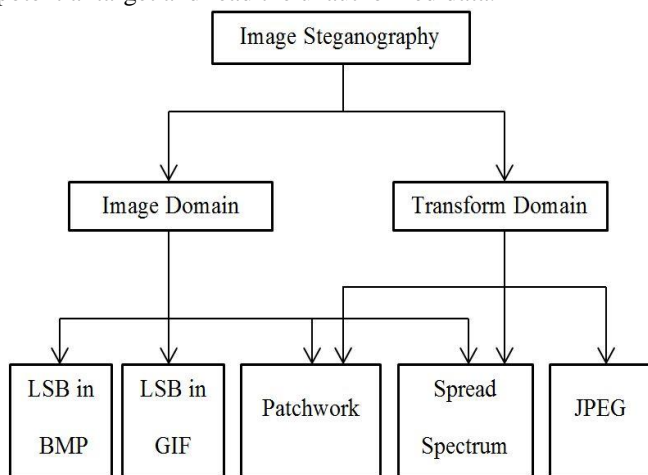 Image Steganography
Image Domain
Transform Domain
LSB in
BMP
LSB in
GIF
Patchwork
Spread
Spectrum
JPEG